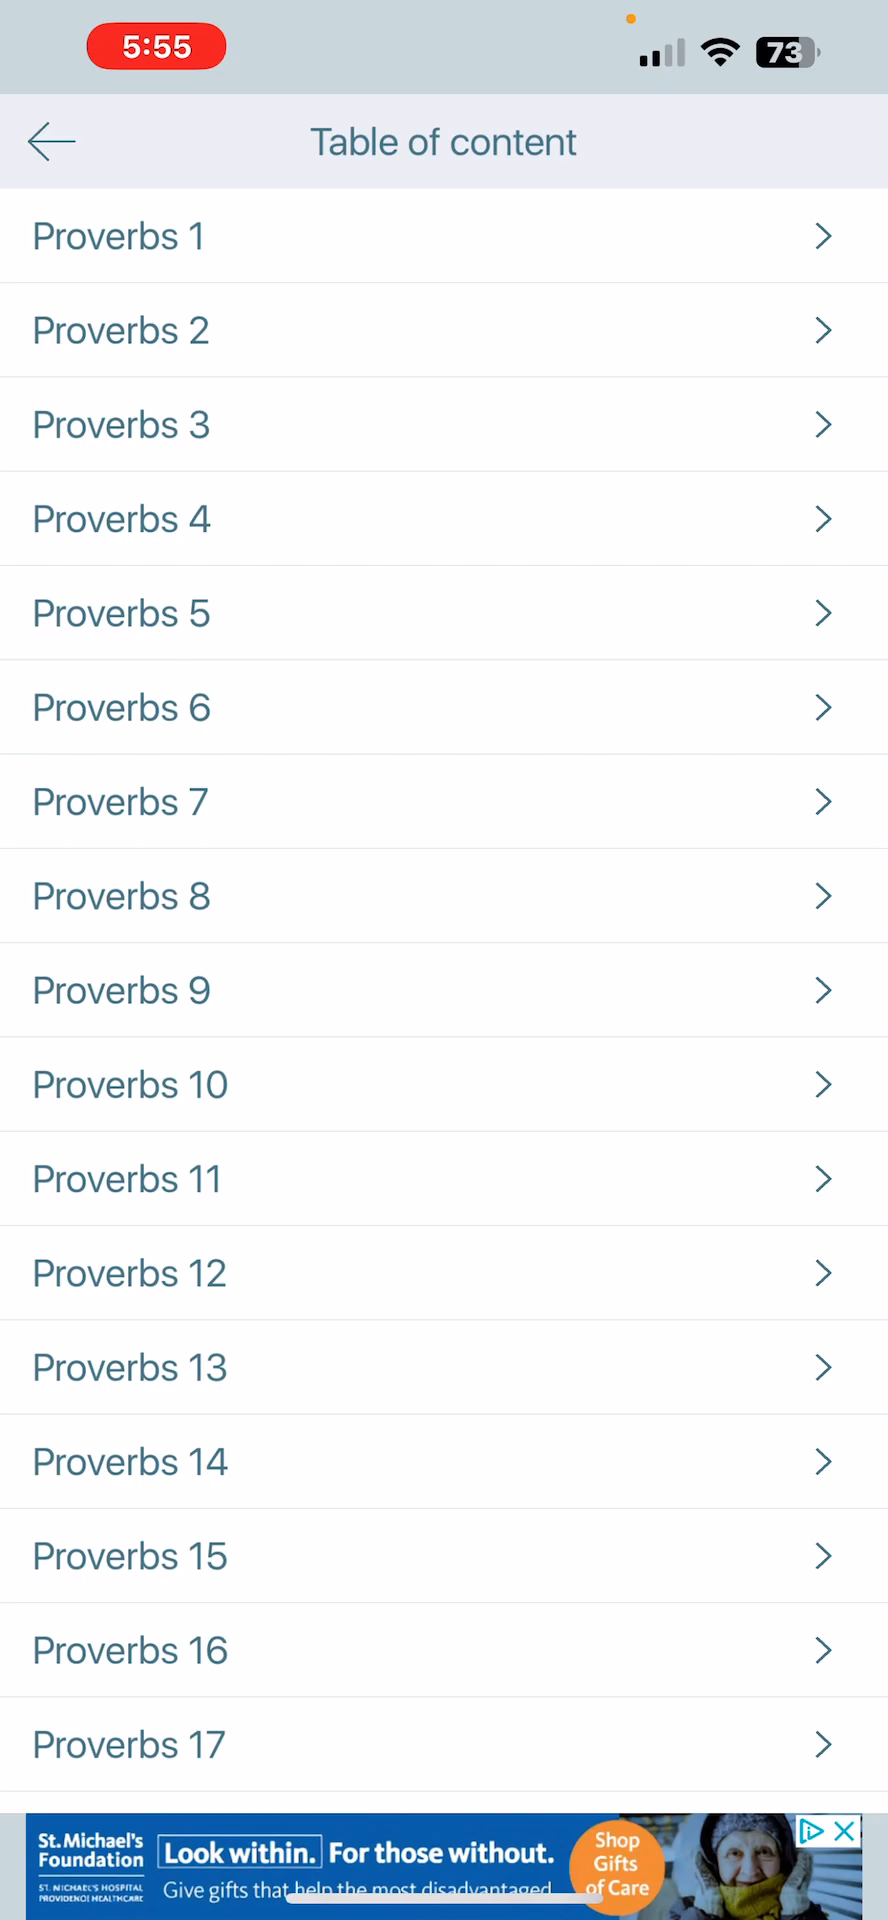 5:55
73
Table of content
Proverbs 1
Proverbs 2
Proverbs 3
Proverbs 4
Proverbs 5
Proverbs 6
Proverbs 7
Proverbs 8
Proverbs 9
Proverbs 10
Proverbs 11
Proverbs 12
Proverbs 13
Proverbs 14
Proverbs 15
Proverbs 16
Proverbs 17
St. Michael's
Foundation
ST. MICHAEL'S HOSPITAL
PROVIDENCE HEALTHCARE
Look within. For those without.
Give gifts that help the most disadvantaged
Shop
Gifts
of Care